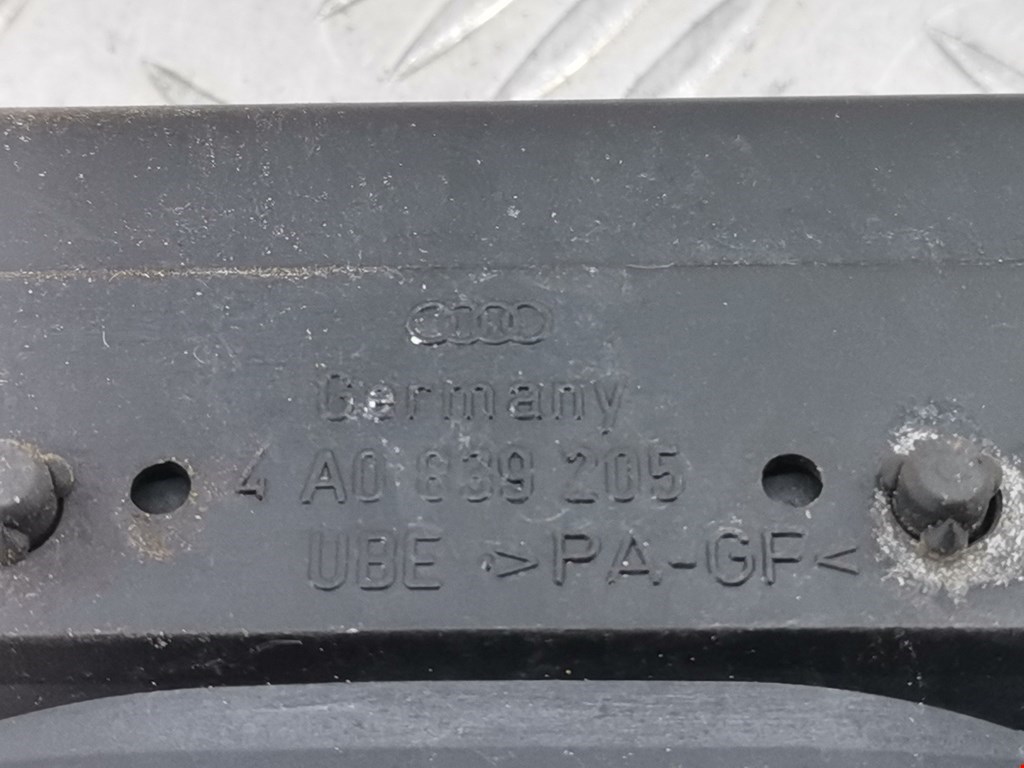 Germany
4 A0 839 205
UBE >PA-GF<